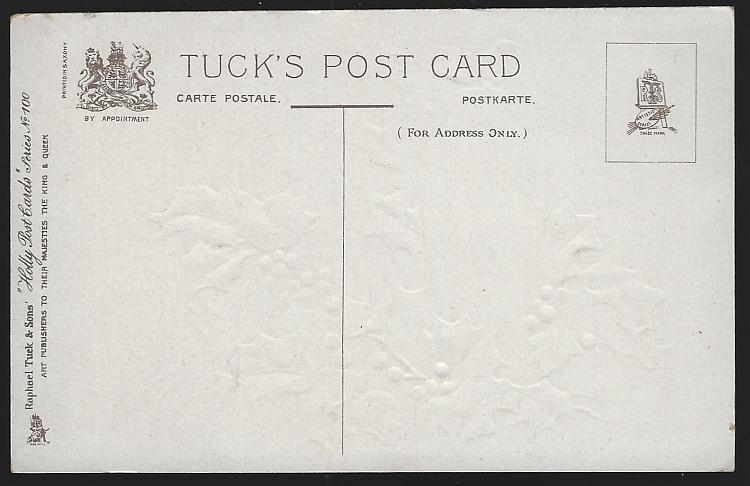 TUCK'S POST CARD
CARTE POSTALE.
POSTKARTE.
(FOR ADDRESS ONLY.)
BY APPOINTMENT
TRADE MARK
PRINTED IN SAXONY
Raphael Tuck & Sons' "Holly Post Cards" Series No 100
ART PUBLISHERS TO THEIR MAJESTIES THE KING & QUEEN